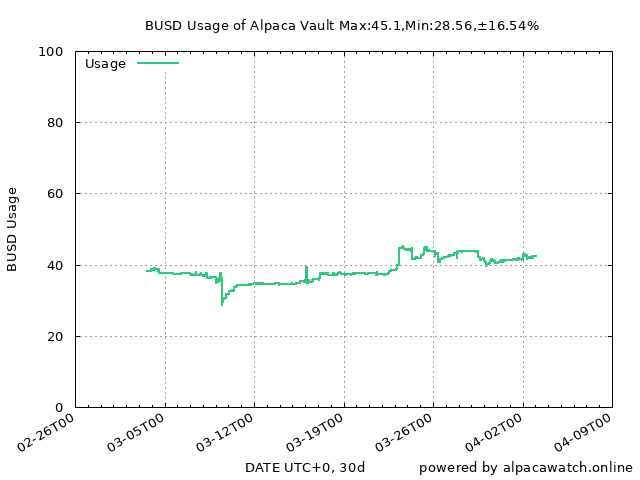 BUSD Usage of Alpaca Vault Max:45.1,Min:28.56,±16.54%
Usage
100
80
60
40
20
0
BUSD Usage
02-26T00
03-05T00
03-12T00
03-19T00
03-26T00
04-02T00
04-09T00
DATE UTC+0, 30d
powered by alpacawatch.online